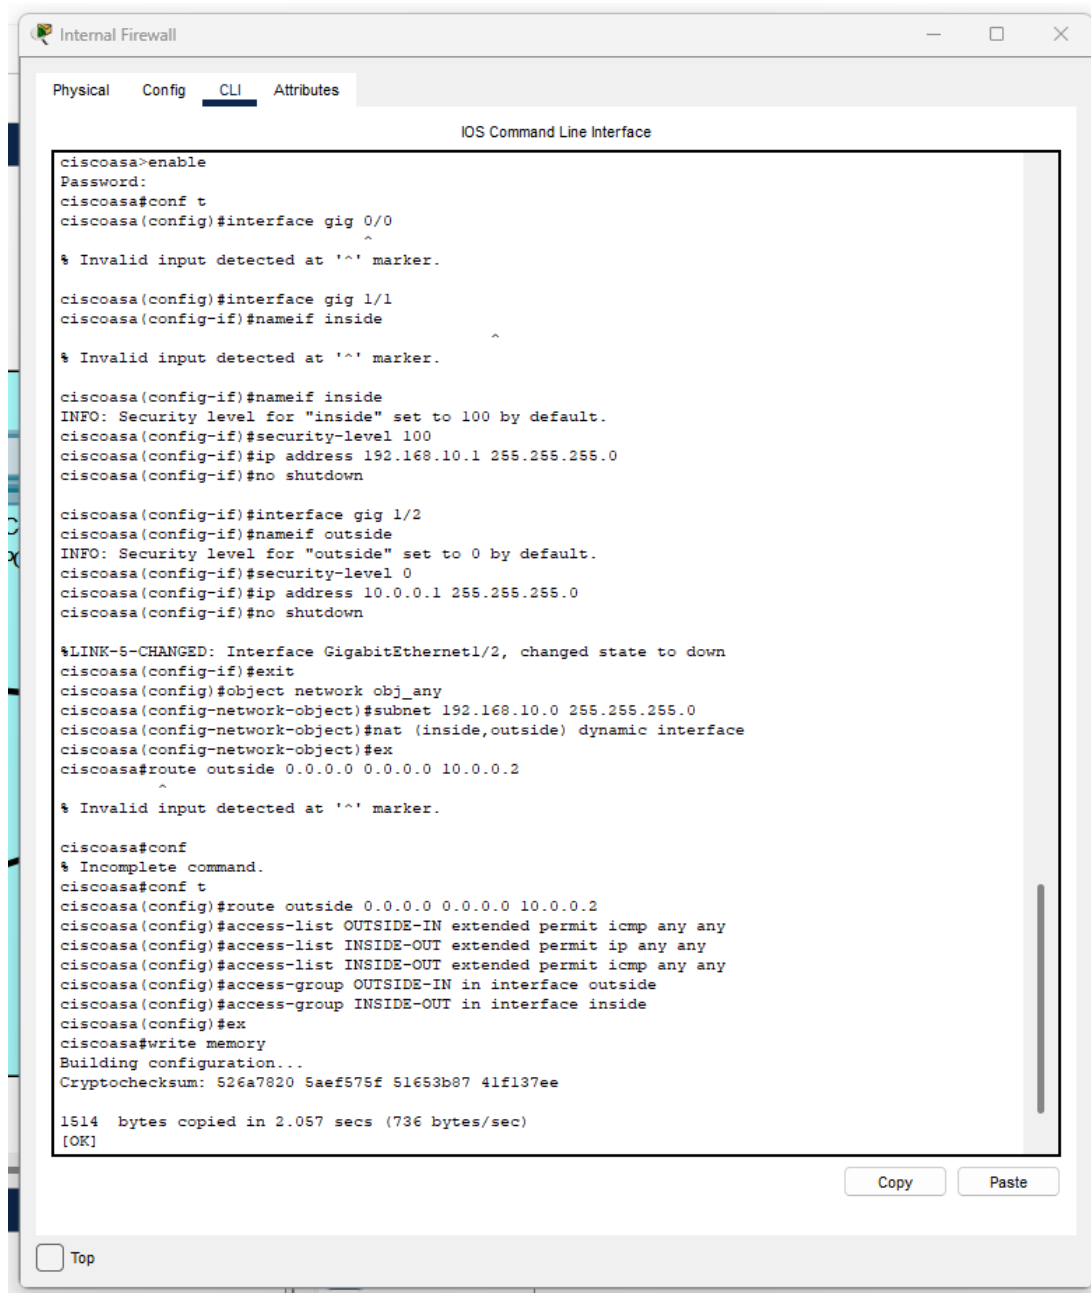 Internal Firewall
Physical Config CLI Attributes
IOS Command Line Interface
ciscoasa>enable
Password:
ciscoasa#conf t
ciscoasa(config)#interface gig 0/0
^
% Invalid input detected at '^' marker.
ciscoasa(config)#interface gig 1/1
ciscoasa(config-if)#nameif inside
^
% Invalid input detected at '^' marker.
ciscoasa(config-if)#nameif inside
INFO: Security level for "inside" set to 100 by default.
ciscoasa(config-if)#security-level 100
ciscoasa(config-if)#ip address 192.168.10.1 255.255.255.0
ciscoasa(config-if)#no shutdown
ciscoasa(config-if)#interface gig 1/2
ciscoasa(config-if)#nameif outside
INFO: Security level for "outside" set to 0 by default.
ciscoasa(config-if)#security-level 0
ciscoasa(config-if)#ip address 10.0.0.1 255.255.255.0
ciscoasa(config-if)#no shutdown
%LINK-5-CHANGED: Interface GigabitEthernet1/2, changed state to down
ciscoasa(config-if)#exit
ciscoasa(config)#object network obj_any
ciscoasa(config-network-object)#subnet 192.168.10.0 255.255.255.0
ciscoasa(config-network-object)#nat (inside,outside) dynamic interface
ciscoasa(config-network-object)#ex
ciscoasa#route outside 0.0.0.0 0.0.0.0 10.0.0.2
^
% Invalid input detected at '^' marker.
ciscoasa#conf
% Incomplete command.
ciscoasa#conf t
ciscoasa(config)#route outside 0.0.0.0 0.0.0.0 10.0.0.2
ciscoasa(config)#access-list OUTSIDE-IN extended permit icmp any any
ciscoasa(config)#access-list INSIDE-OUT extended permit ip any any
ciscoasa(config)#access-list INSIDE-OUT extended permit icmp any any
ciscoasa(config)#access-group OUTSIDE-IN in interface outside
ciscoasa(config)#access-group INSIDE-OUT in interface inside
ciscoasa(config)#ex
ciscoasa#write memory
Building configuration...
Cryptochecksum: 526a7820 5aef575f 51653b87 41f137ee
1514 bytes copied in 2.057 secs (736 bytes/sec)
[OK]
Copy Paste
Top